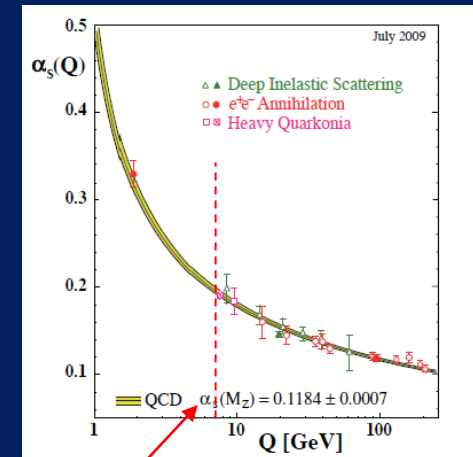 0.5
July 2009
αs(Q)
△▲ Deep Inelastic Scattering
○● e⁺e⁻ Annihilation
□⊠ Heavy Quarkonia
0.4
0.3
0.2
0.1
QCD αs(Mz) = 0.1184 ± 0.0007
1 10 100
Q [GeV]